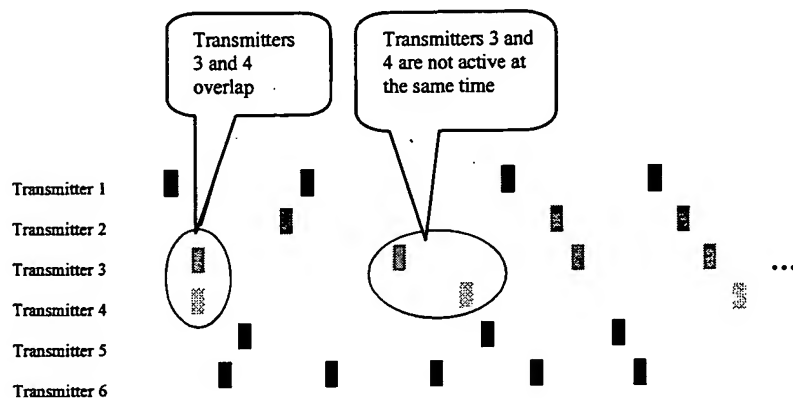 Transmitters
3 and 4
overlap
Transmitters 3 and
4 are not active at
the same time
Transmitter 1
Transmitter 2
Transmitter 3
...
Transmitter 4
Transmitter 5
Transmitter 6